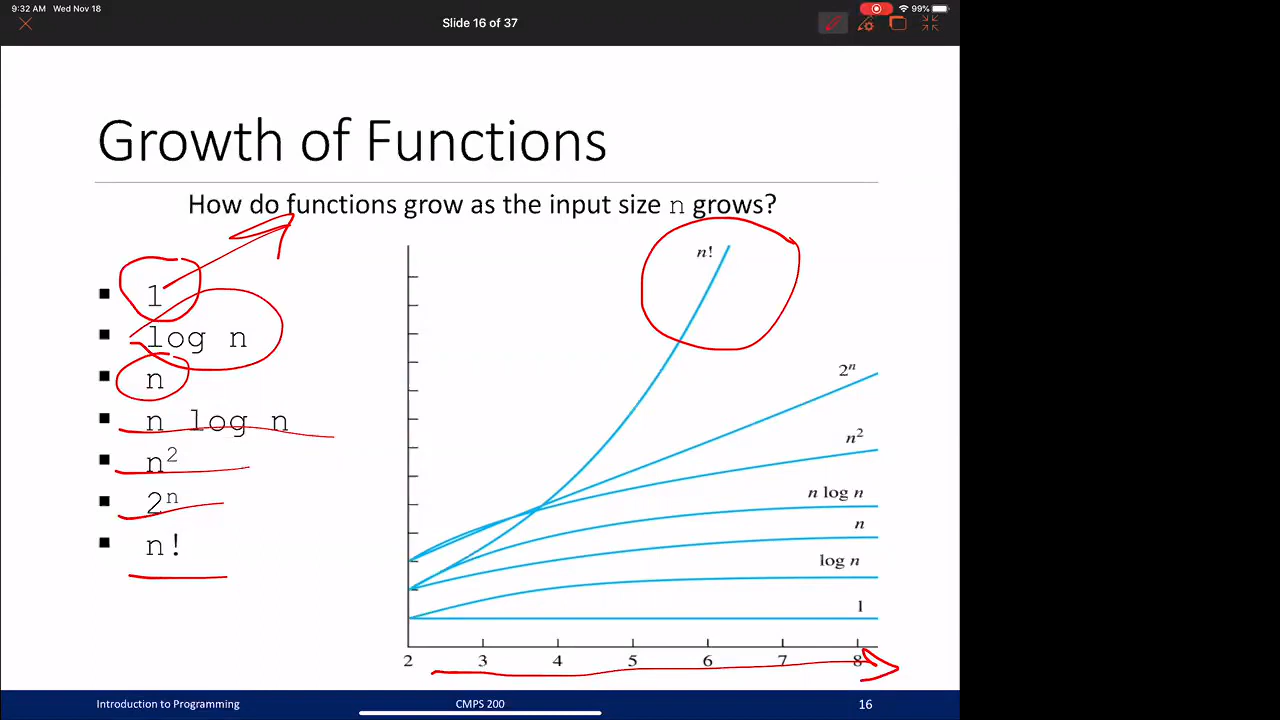 9:32 AM Wed Nov 18
99%
Slide 16 of 37
Growth of Functions
How do functions grow as the input size n grows?
1
log n
n
n log n
n²
2ⁿ
n!
n!
2ⁿ
n²
n log n
n
log n
1
2 3 4 5 6 7 8
Introduction to Programming
CMPS 200
16